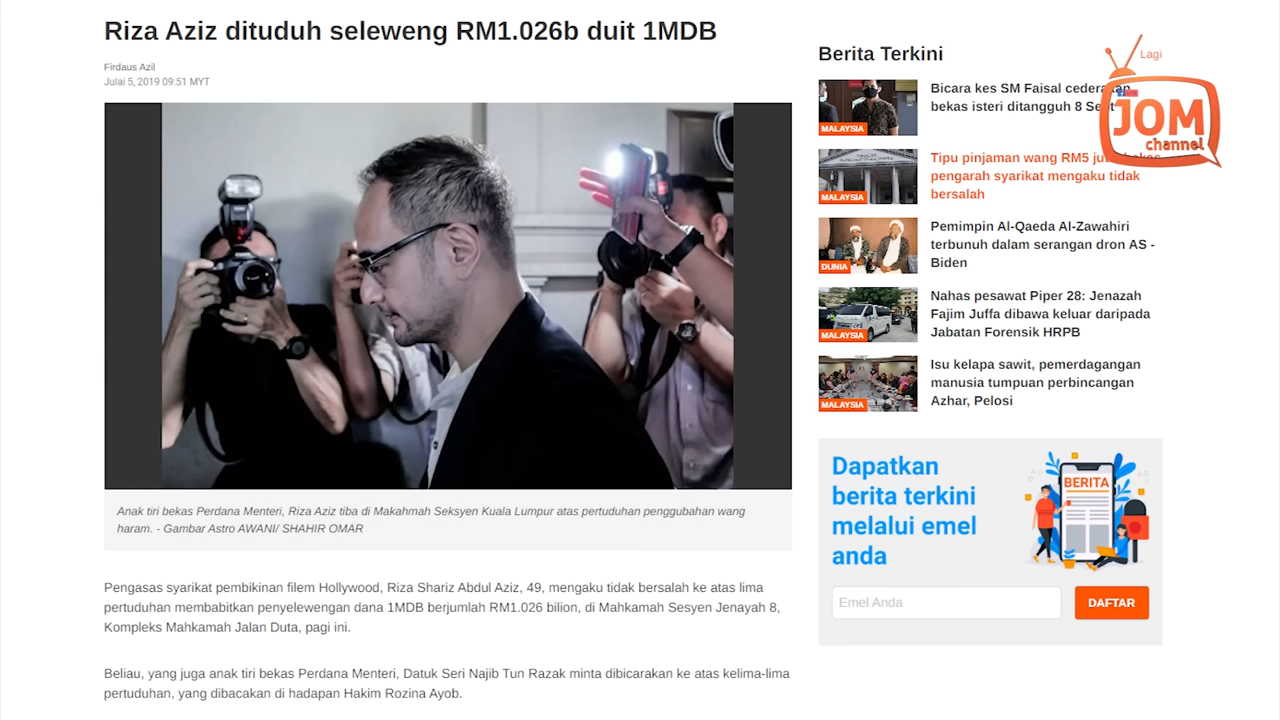 Riza Aziz dituduh seleweng RM1.026b duit 1MDB
Firdaus Azil
Julai 5, 2019 09:51 MYT
Anak tiri bekas Perdana Menteri, Riza Aziz tiba di Makamah Seksyen Kuala Lumpur atas pertuduhan penggubahan wang
haram. - Gambar Astro AWANI/ SHAHIR OMAR
Pengasas syarikat pembikinan filem Hollywood, Riza Shariz Abdul Aziz, 49, mengaku tidak bersalah ke atas lima
pertuduhan membabitkan penyelewengan dana 1MDB berjumlah RM1.026 bilion, di Mahkamah Sesyen Jenayah 8,
Kompleks Mahkamah Jalan Duta, pagi ini.
Beliau, yang juga anak tiri bekas Perdana Menteri, Datuk Seri Najib Tun Razak minta dibicarakan ke atas kelima-lima
pertuduhan, yang dibacakan di hadapan Hakim Rozina Ayob.
Berita Terkini
Lagi
JOM
channel
Bicara kes SM Faisal cederakan
bekas isteri ditangguh 8 Sept
MALAYSIA
Tipu pinjaman wang RM5 juta, bekas
pengarah syarikat mengaku tidak
bersalah
MALAYSIA
Pemimpin Al-Qaeda Al-Zawahiri
terbunuh dalam serangan dron AS -
Biden
DUNIA
Nahas pesawat Piper 28: Jenazah
Fajim Juffa dibawa keluar daripada
Jabatan Forensik HRPB
MALAYSIA
Isu kelapa sawit, pemerdagangan
manusia tumpuan perbincangan
Azhar, Pelosi
MALAYSIA
Dapatkan
berita terkini
melalui emel
anda
BERITA
Emel Anda
DAFTAR